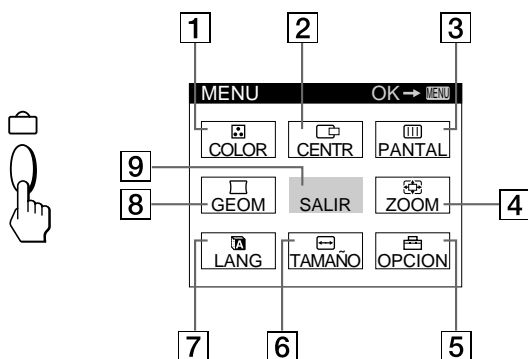 1 2 3
MENU OK→ MENU
COLOR CENTR PANTAL
9
8 GEOM SALIR ZOOM 4
LANG TAMAÑO OPCION
7 6 5